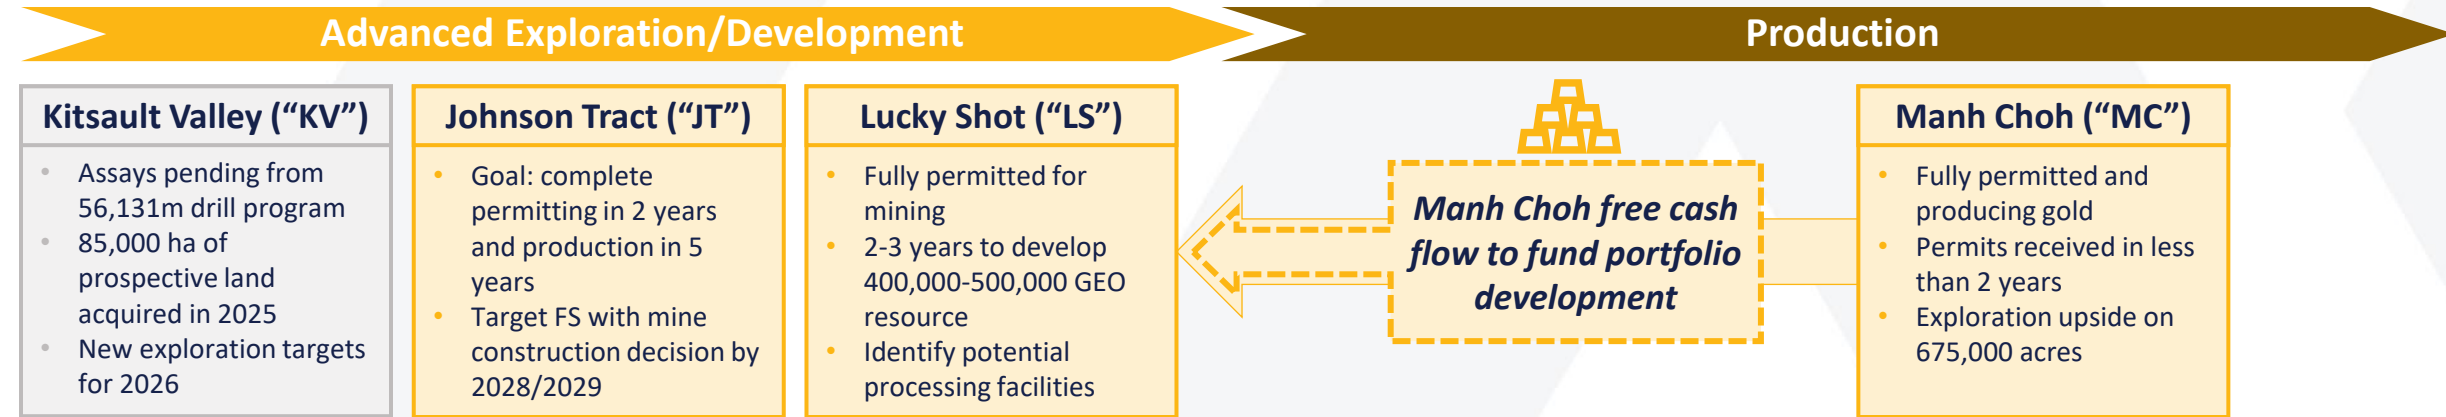 Advanced Exploration/Development
Production
Kitsault Valley (“KV”)
• Assays pending from
56,131m drill program
• 85,000 ha of
prospective land
acquired in 2025
• New exploration targets
for 2026
Johnson Tract (“JT”)
• Goal: complete
permitting in 2 years
and production in 5
years
• Target FS with mine
construction decision by
2028/2029
Lucky Shot (“LS”)
• Fully permitted for
mining
• 2-3 years to develop
400,000-500,000 GEO
resource
• Identify potential
processing facilities
Manh Choh free cash
flow to fund portfolio
development
Manh Choh (“MC”)
• Fully permitted and
producing gold
• Permits received in less
than 2 years
• Exploration upside on
675,000 acres